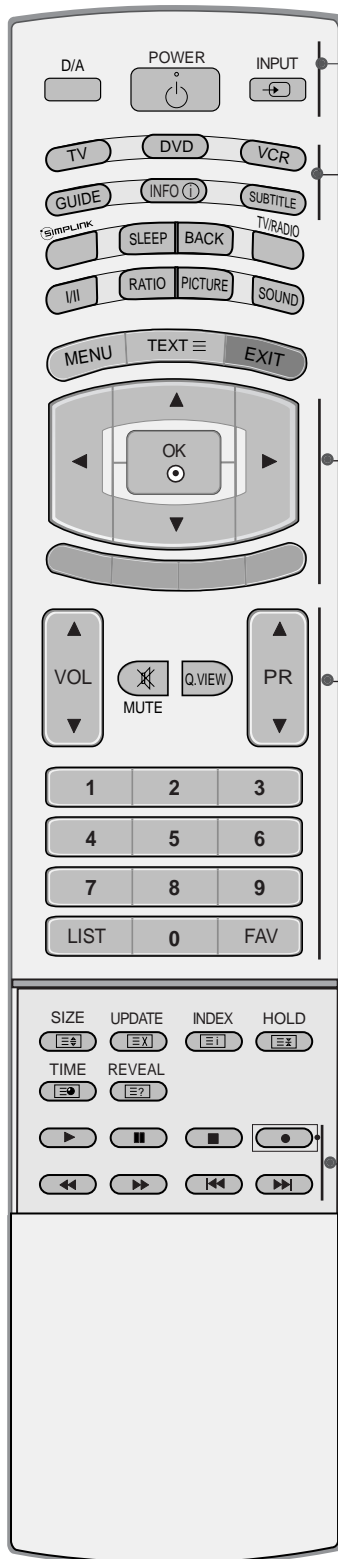 D/A POWER INPUT
TV DVD VCR
GUIDE INFO i SUBTITLE
SIMPLINK SLEEP BACK TV/RADIO
I/II RATIO PICTURE SOUND
MENU TEXT EXIT
OK
VOL MUTE Q.VIEW PR
1 2 3
4 5 6
7 8 9
LIST 0 FAV
SIZE UPDATE INDEX HOLD
X i
TIME REVEAL
?